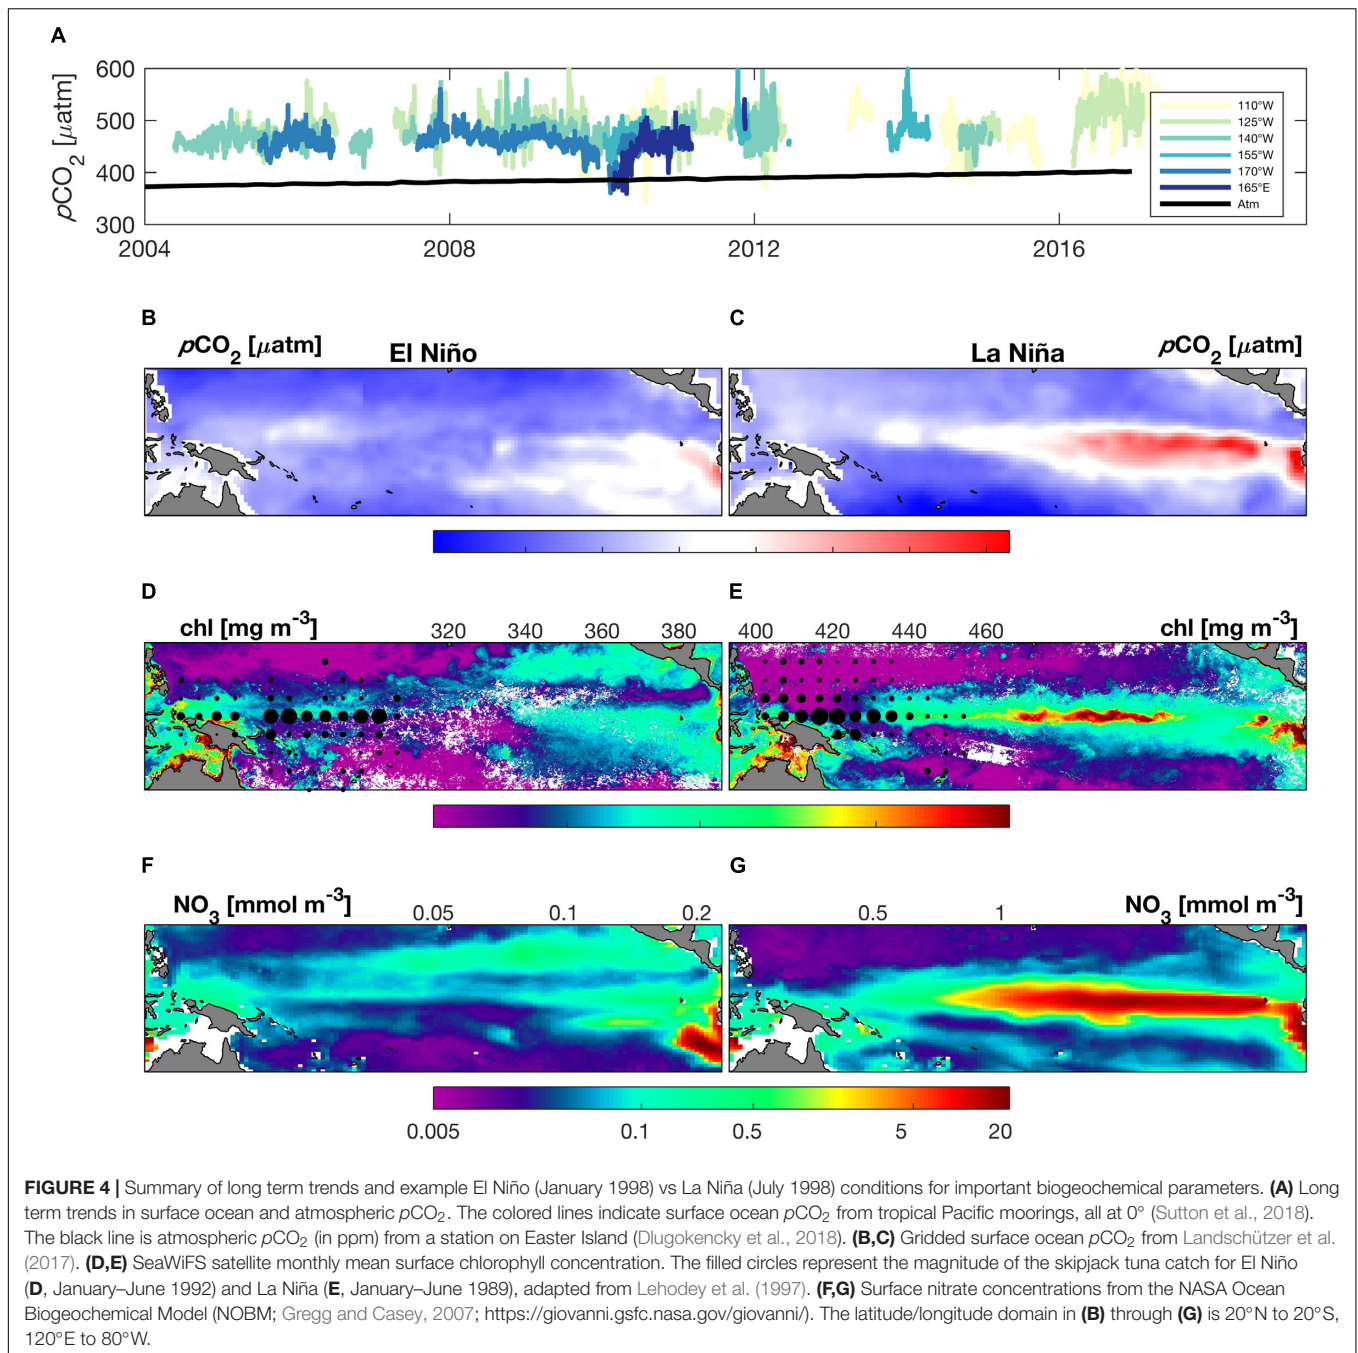 A
pCO2 [μatm]
600
500
400
300
2004
2008
2012
2016
110°W
125°W
140°W
155°W
170°W
165°E
Atm
B
C
pCO2 [μatm]
El Niño
La Niña
pCO2 [μatm]
D
E
chl [mg m-3]
320
340
360
380
400
420
440
460
chl [mg m-3]
F
G
NO3 [mmol m-3]
0.05
0.1
0.2
0.5
1
NO3 [mmol m-3]
0.005
0.1
0.5
5
20
FIGURE 4 | Summary of long term trends and example El Niño (January 1998) vs La Niña (July 1998) conditions for important biogeochemical parameters. (A) Long
term trends in surface ocean and atmospheric pCO2. The colored lines indicate surface ocean pCO2 from tropical Pacific moorings, all at 0° (Sutton et al., 2018).
The black line is atmospheric pCO2 (in ppm) from a station on Easter Island (Dlugokencky et al., 2018). (B,C) Gridded surface ocean pCO2 from Landschützer et al.
(2017). (D,E) SeaWiFS satellite monthly mean surface chlorophyll concentration. The filled circles represent the magnitude of the skipjack tuna catch for El Niño
(D, January–June 1992) and La Niña (E, January–June 1989), adapted from Lehodey et al. (1997). (F,G) Surface nitrate concentrations from the NASA Ocean
Biogeochemical Model (NOBM; Gregg and Casey, 2007; https://giovanni.gsfc.nasa.gov/giovanni/). The latitude/longitude domain in (B) through (G) is 20°N to 20°S,
120°E to 80°W.